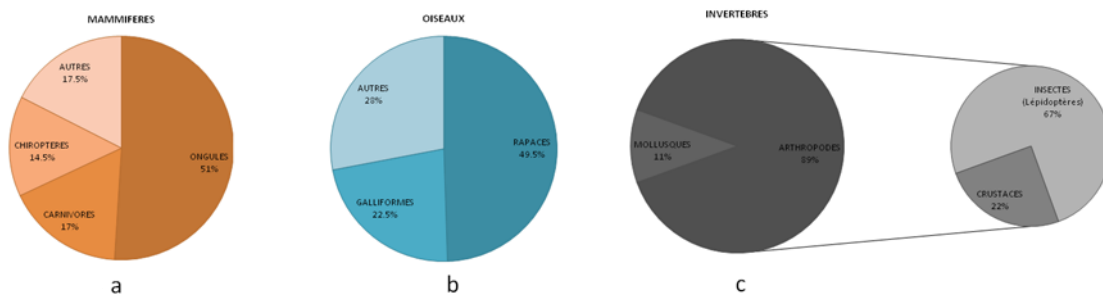 MAMMIFERES
AUTRES
17.5%
CHIROPTERES
14.5%
CARNIVORES
17%
ONGULES
51%
a
OISEAUX
AUTRES
28%
RAPACES
49.5%
GALLIFORMES
22.5%
b
INVERTEBRES
MOLLUSQUES
11%
ARTHROPODES
89%
INSECTES
(Lépidoptères)
67%
CRUSTACES
22%
c